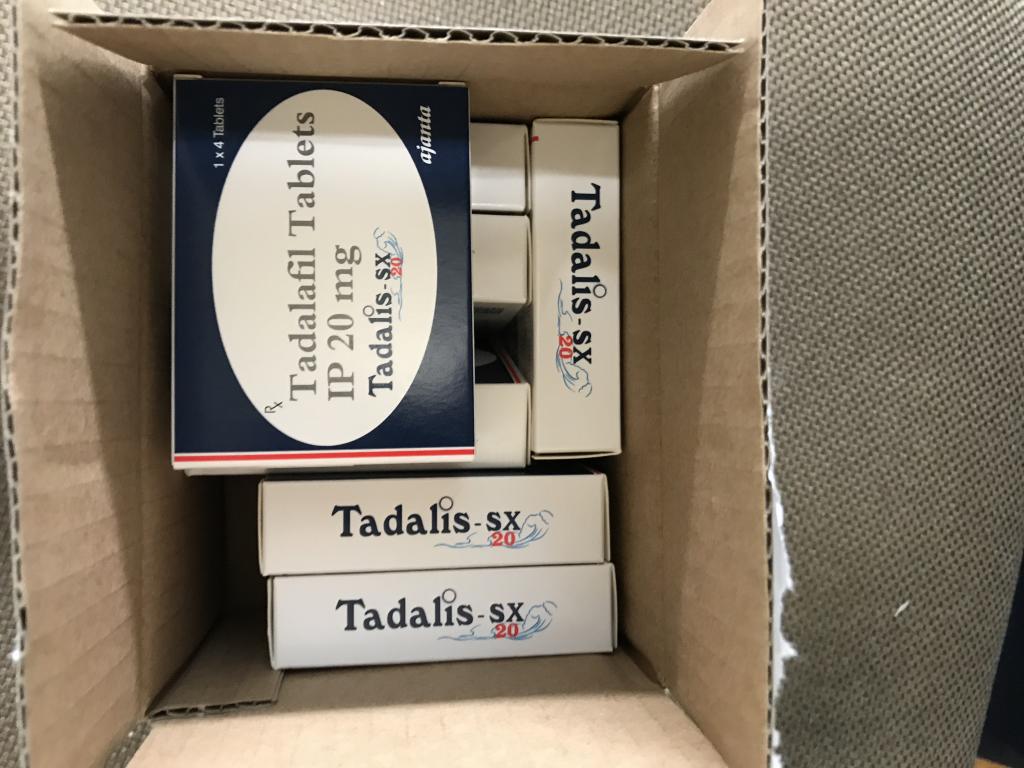 1 x 4 Tablets
Rx
Tadalafil Tablets
IP 20 mg
Tadalis-sx
20
ajanta
Tadalis-sx
20
Tadalis-sx
20
Tadalis-sx
20